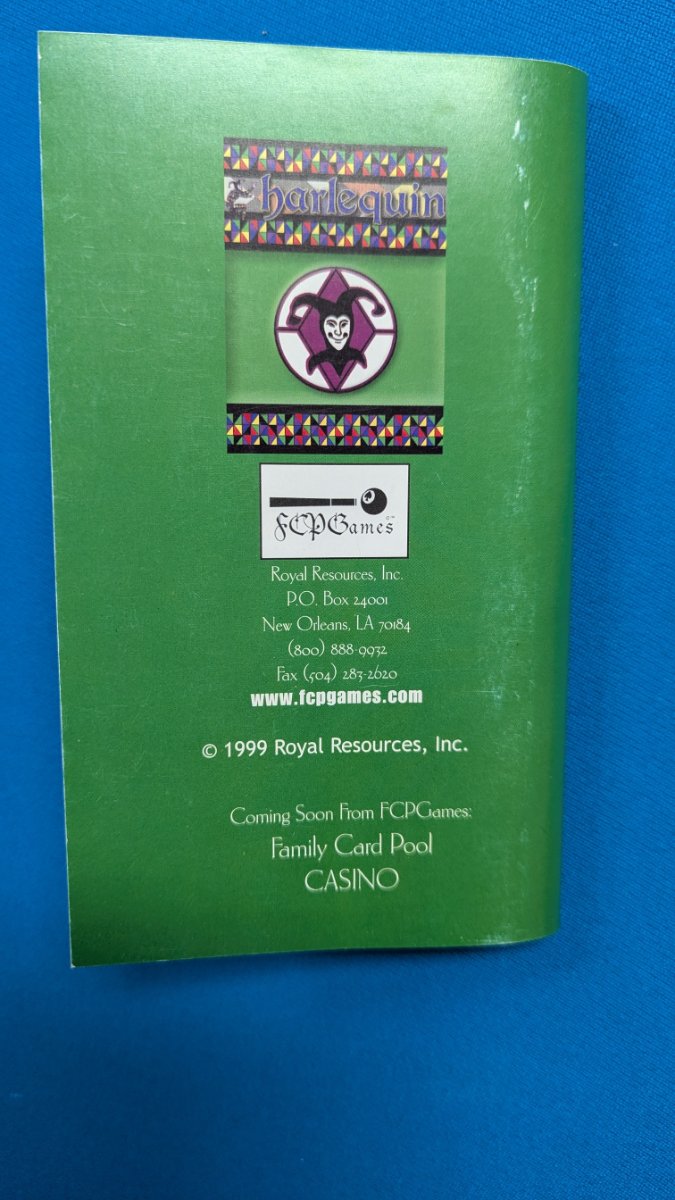 harlequin
FCPGames
Royal Resources, Inc.
P.O. Box 24001
New Orleans, LA 70184
(800) 888-9932
Fax (504) 283-2620
www.fcpgames.com
© 1999 Royal Resources, Inc.
Coming Soon From FCPGames:
Family Card Pool
CASINO